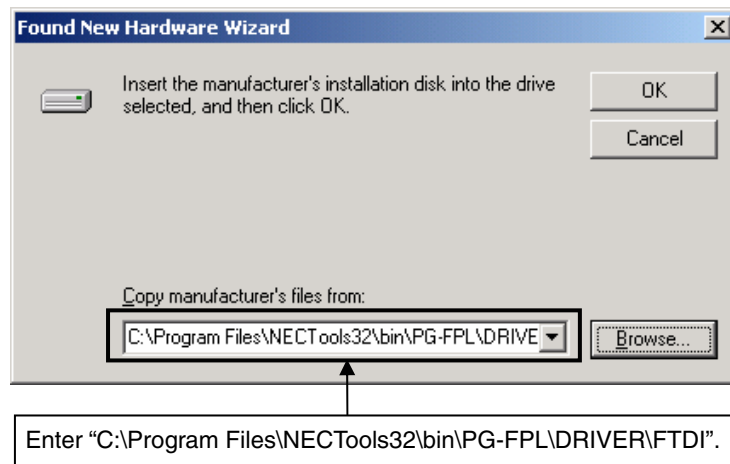 Found New Hardware Wizard
Insert the manufacturer's installation disk into the drive
selected, and then click OK.
OK
Cancel
Copy manufacturer's files from:
C:\Program Files\NECTools32\bin\PG-FPL\DRIVE
Browse...
Enter “C:\Program Files\NECTools32\bin\PG-FPL\DRIVER\FTDI”.